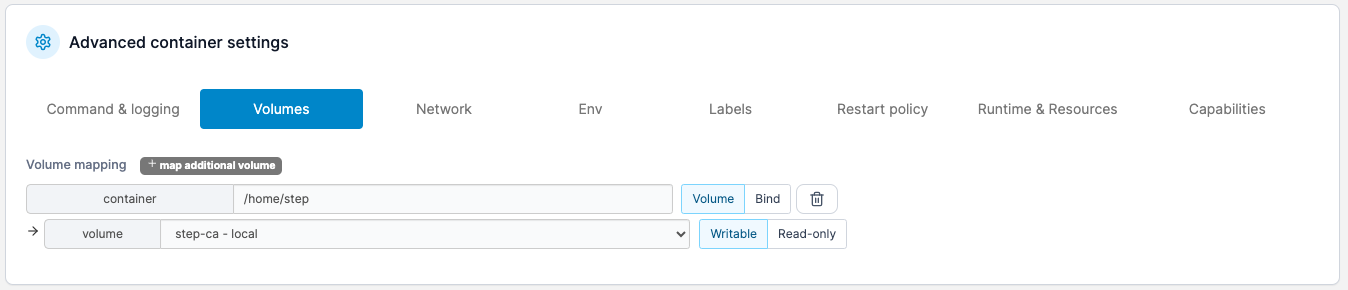 Advanced container settings
Command & logging Volumes Network Env Labels Restart policy Runtime & Resources Capabilities
Volume mapping + map additional volume
container /home/step Volume Bind
→ volume step-ca - local Writable Read-only